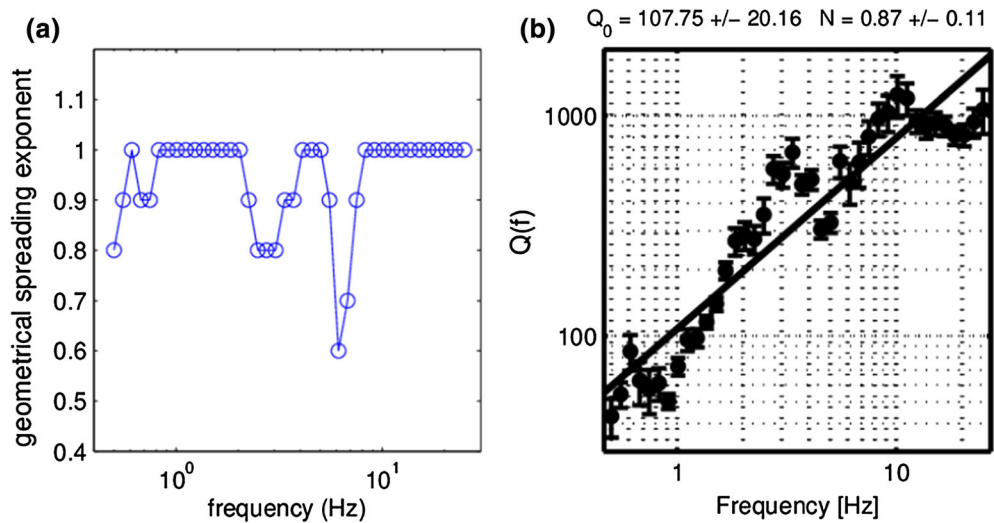 (a)
(b)
Q0 = 107.75 +/- 20.16 N = 0.87 +/- 0.11
geometrical spreading exponent
1.1
1
0.9
0.8
0.7
0.6
0.5
0.4
10^0
10^1
frequency (Hz)
Q(f)
1000
100
1
10
Frequency [Hz]